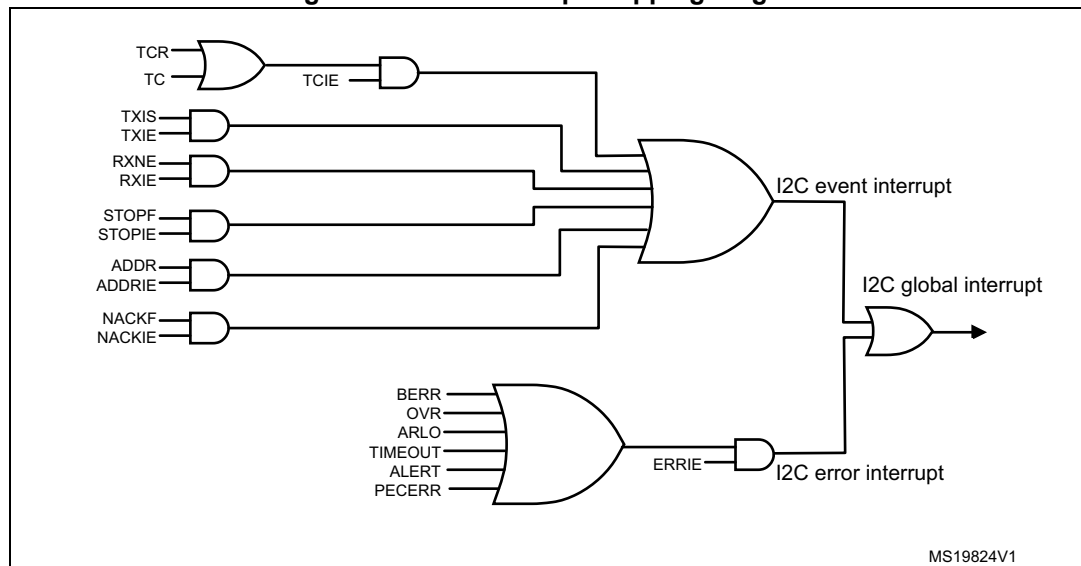 TCR
TC
TCIE
TXIS
TXIE
RXNE
RXIE
STOPF
STOPIE
ADDR
ADDRIE
NACKF
NACKIE
I2C event interrupt
I2C global interrupt
BERR
OVR
ARLO
TIMEOUT
ALERT
PECERR
ERRIE
I2C error interrupt
MS19824V1